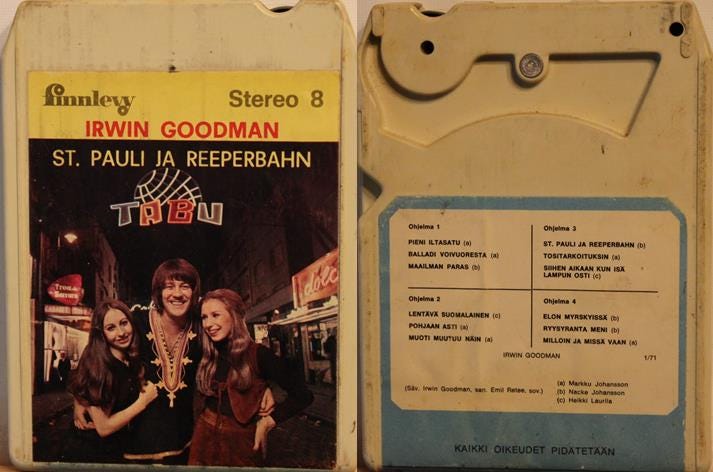 finnlevy
Stereo 8
IRWIN GOODMAN
ST. PAULI JA REEPERBAHN
TABU
Ohjelma 1
PIENI ILTASATU (a)
BALLADI VOIVUORESTA (a)
MAAILMAN PARAS (b)
Ohjelma 3
ST. PAULI JA REEPERBAHN (b)
TOSITARKOITUKSIN (a)
SIIHEN AIKAAN KUN ISÄ
LAMPUN OSTI (c)
Ohjelma 2
LENTÄVÄ SUOMALAINEN (c)
POHJAAN ASTI (a)
MUOTI MUUTUU NÄIN (a)
Ohjelma 4
ELON MYRSKYISSÄ (b)
RYYSYRANTA MENI (b)
MILLOIN JA MISSÄ VAAN (a)
IRWIN GOODMAN 1/71
(Säv. Irwin Goodman, san. Emil Retee, sov.)
(a) Markku Johansson
(b) Nacke Johansson
(c) Heikki Laurila
KAIKKI OIKEUDET PIDÄTETÄÄN